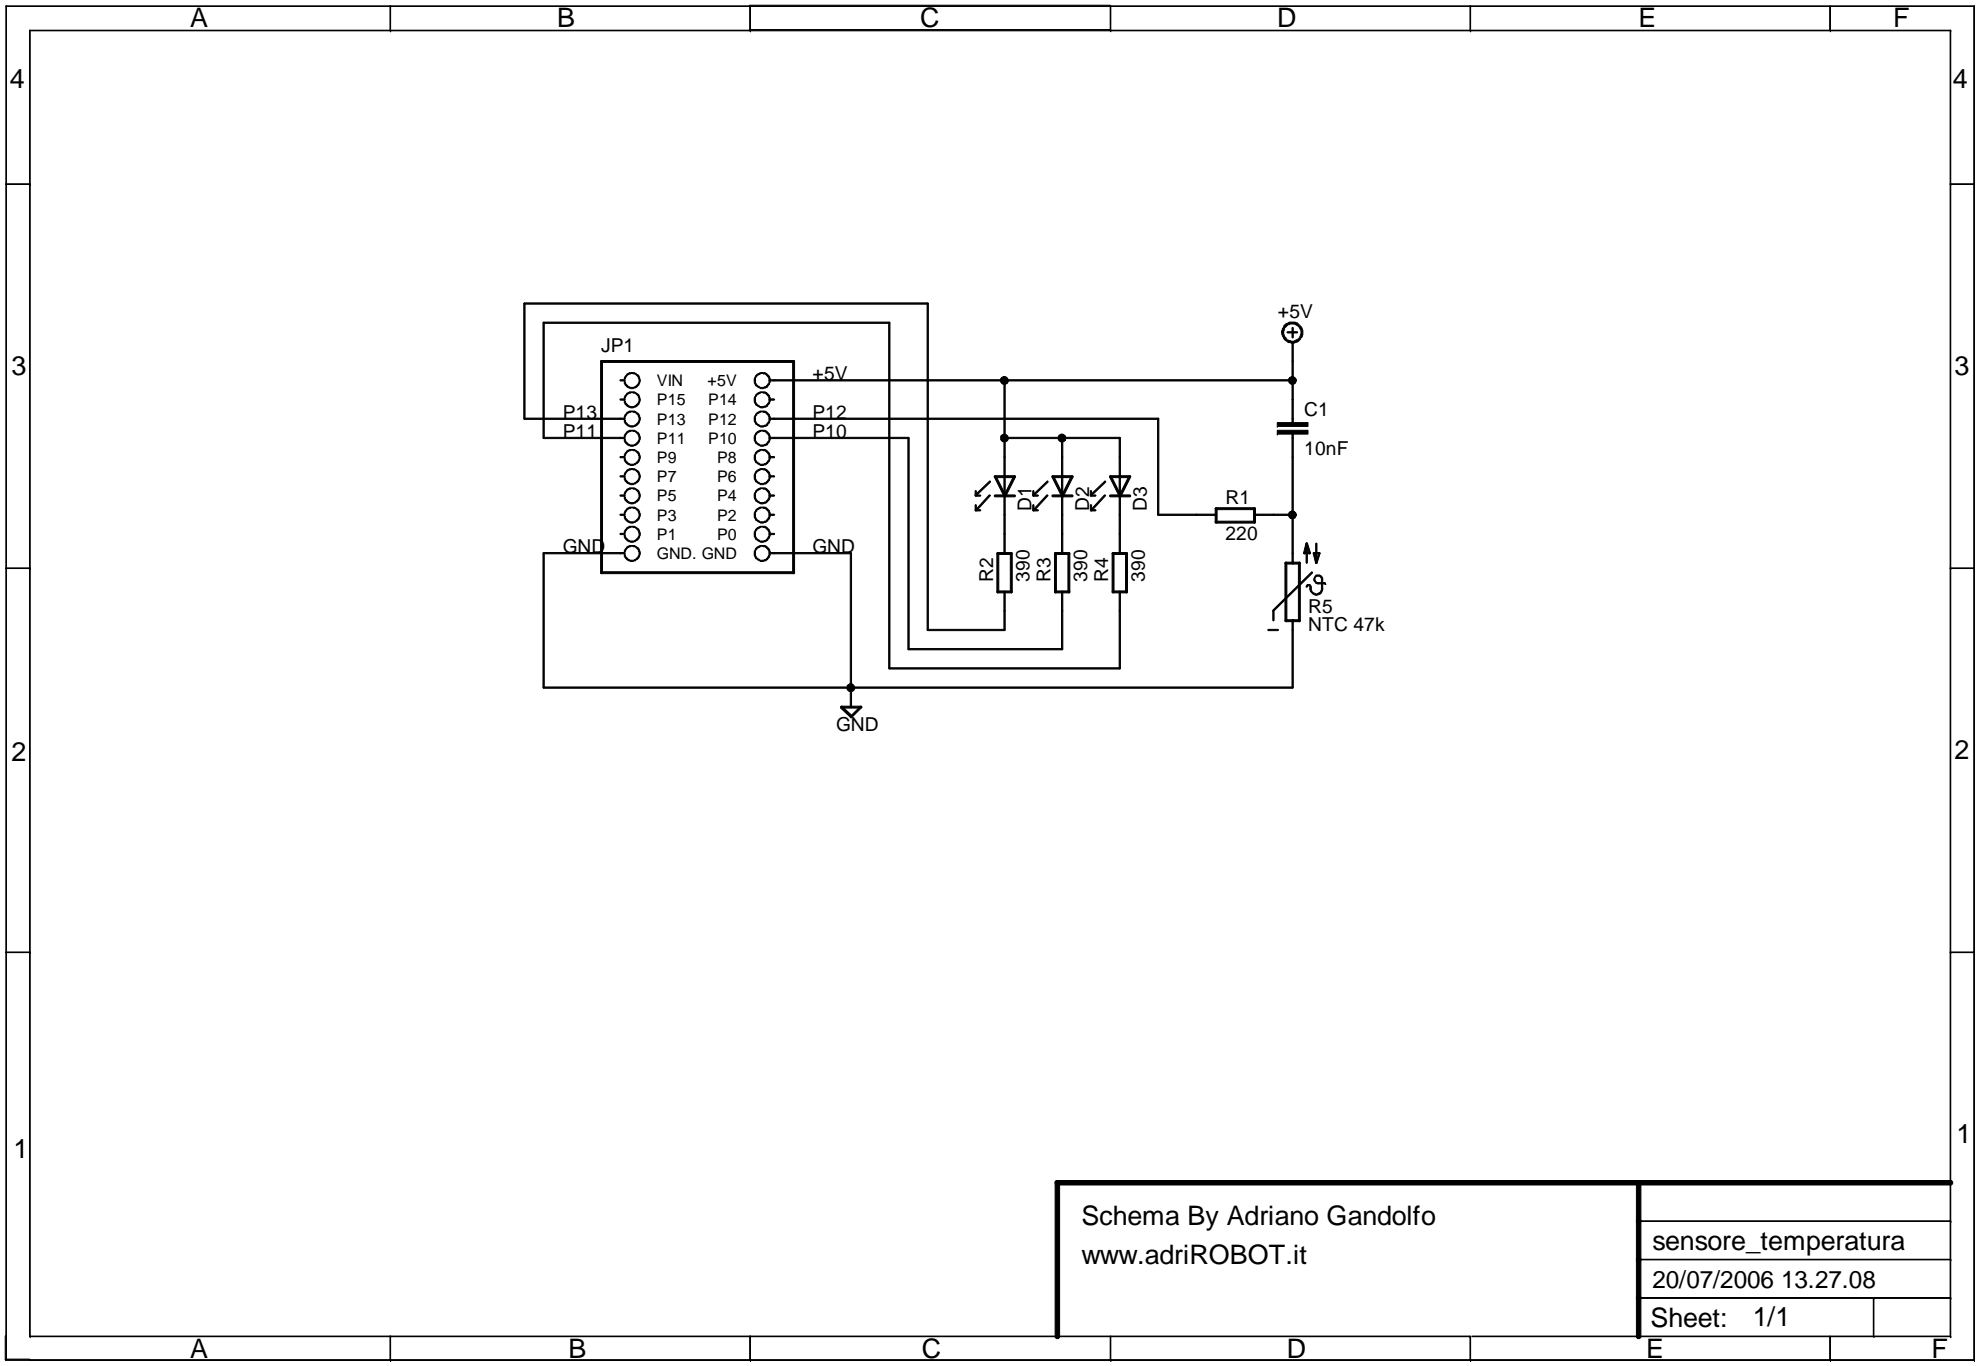 A B C D E F
4 4
+5V
JP1
3 3
VIN +5V +5V
P15 P14
C1
P13 P13 P12 P12
P11 P11 P10 P10
10nF
P9 P8
P7 P6
P5 P4
D1 D2 D3
R1
P3 P2
220
P1 P0
GND GND. GND GND
R2 390 R3 390 R4 390
ϑ
R5
NTC 47k
GND
2 2
1 1
Schema By Adriano Gandolfo
www.adriROBOT.it
sensore_temperatura
20/07/2006 13.27.08
Sheet: 1/1
A B C D E F